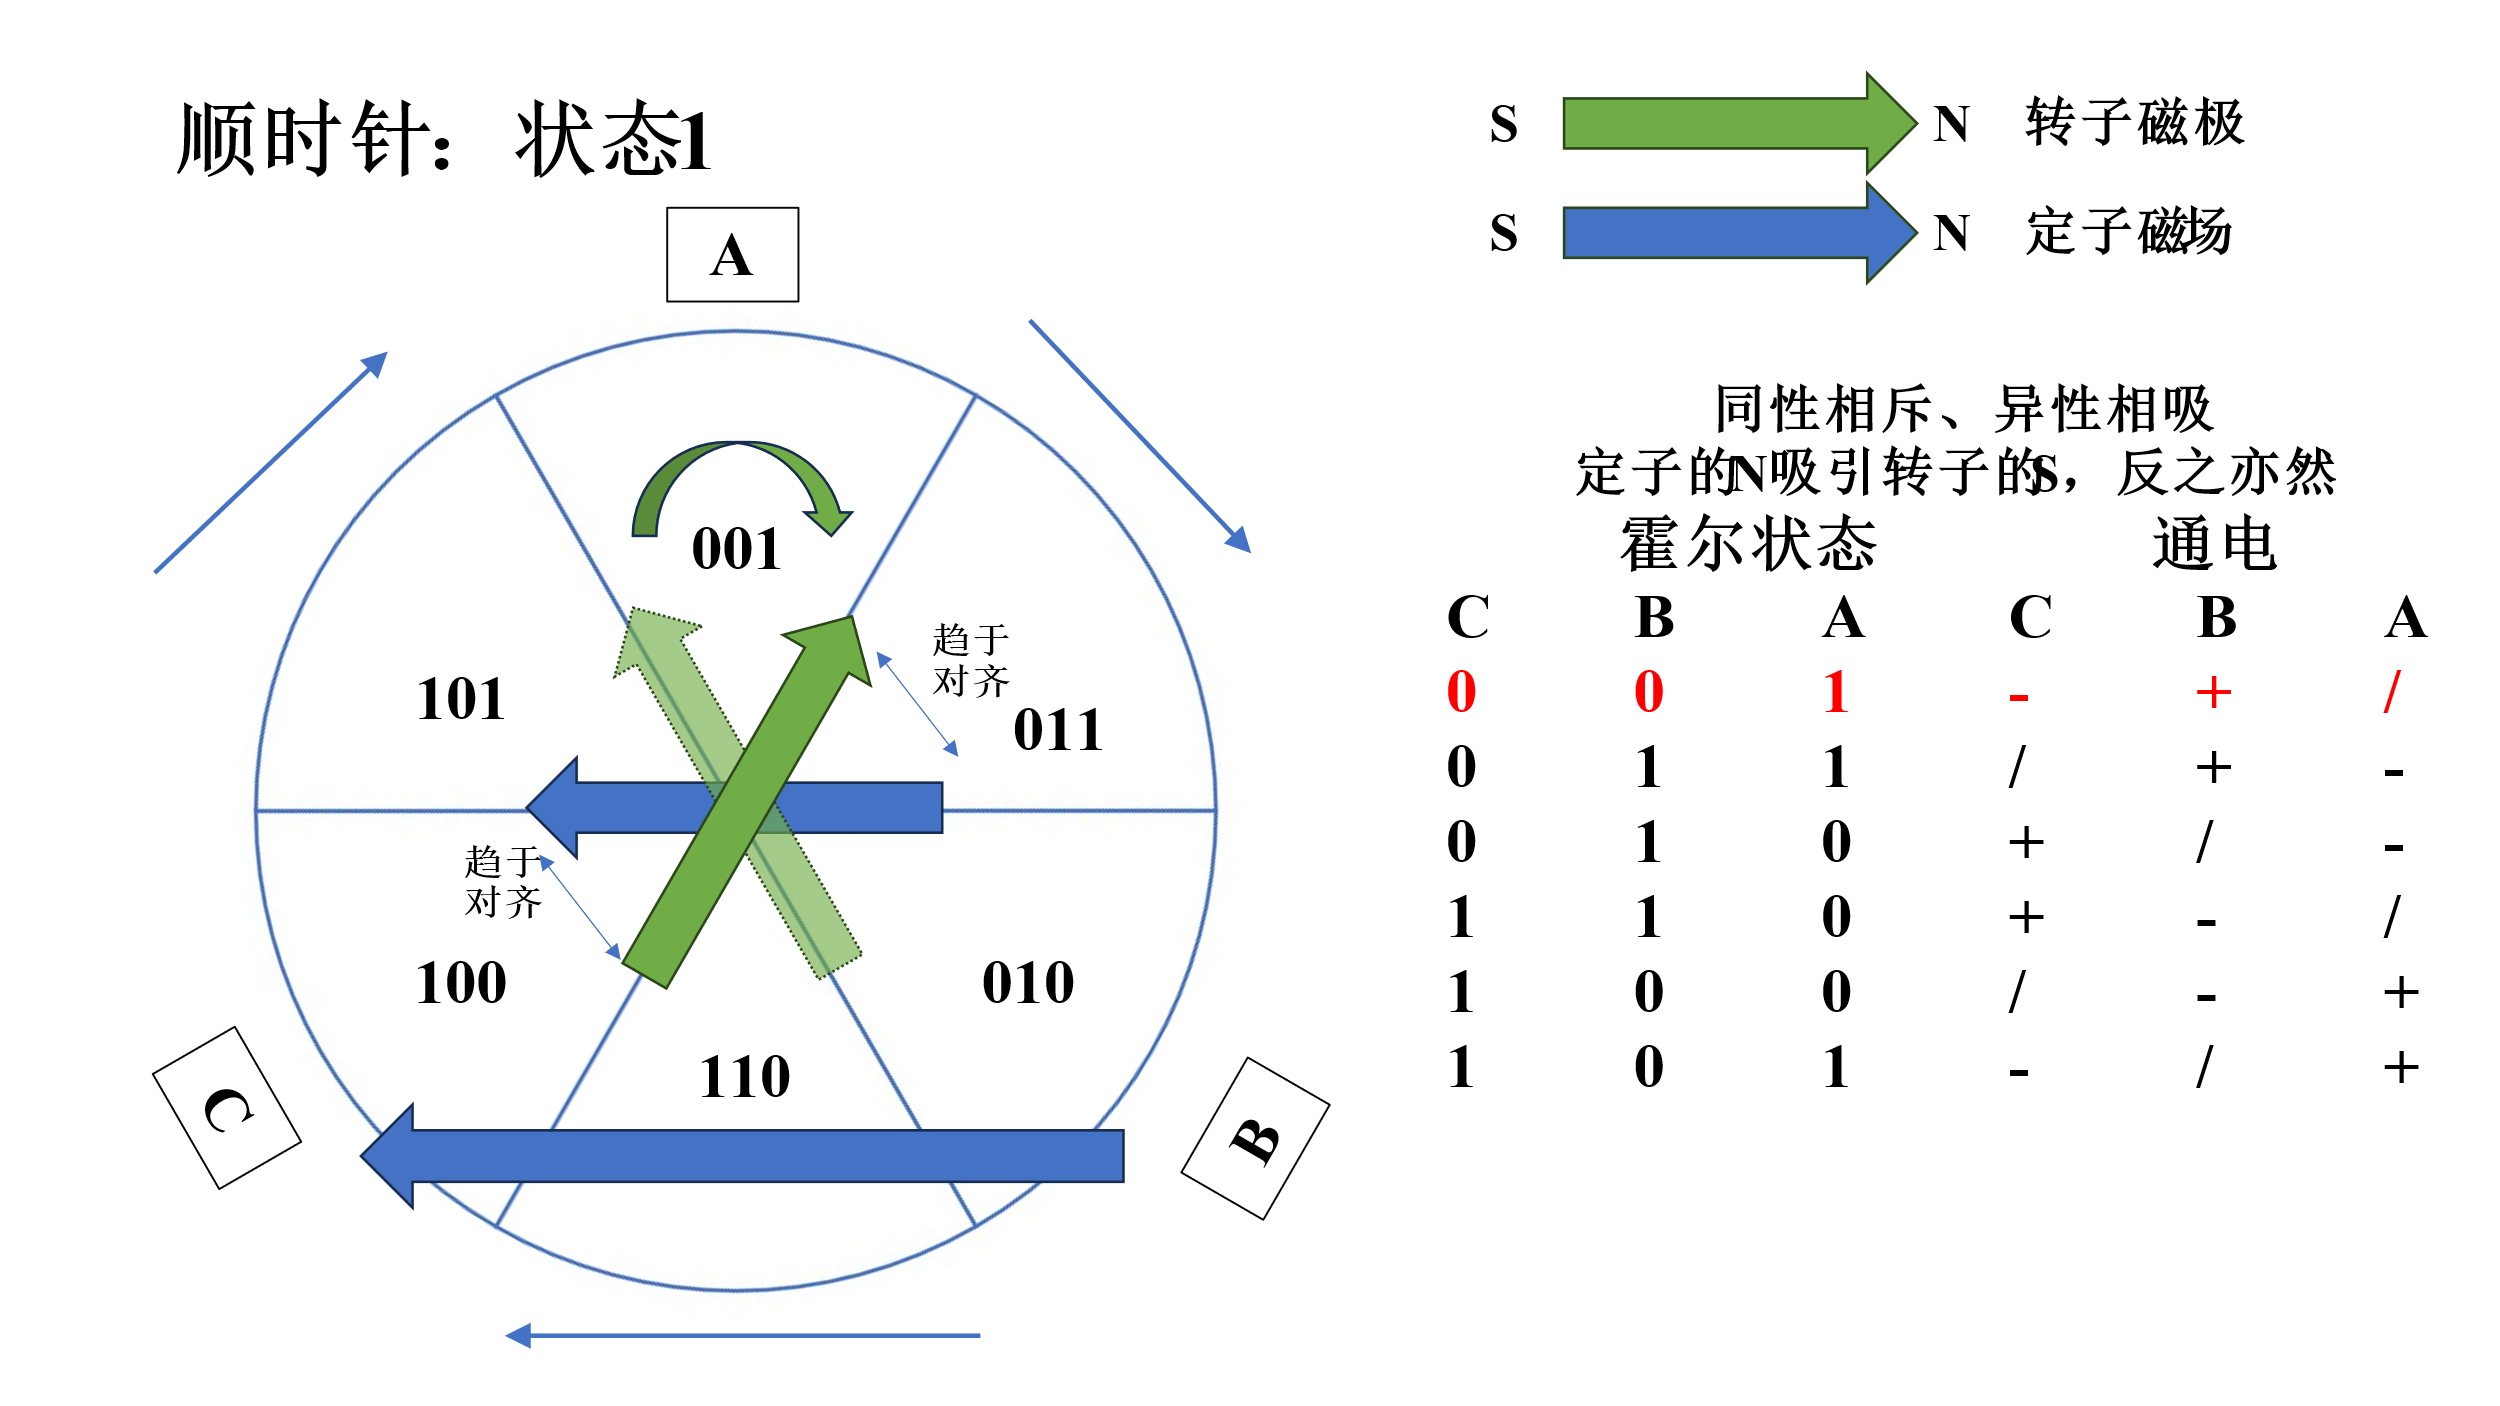 顺时针：状态1
S N 转子磁极
S N 定子磁场
A
同性相斥、异性相吸
定子的N吸引转子的S，反之亦然
霍尔状态 通电
C B A C B A
0 0 1 - + /
0 1 1 / + -
0 1 0 + / -
1 1 0 + - /
1 0 0 / - +
1 0 1 - / +
001
趋于
对齐
101
011
趋于
对齐
100
010
110
C
B